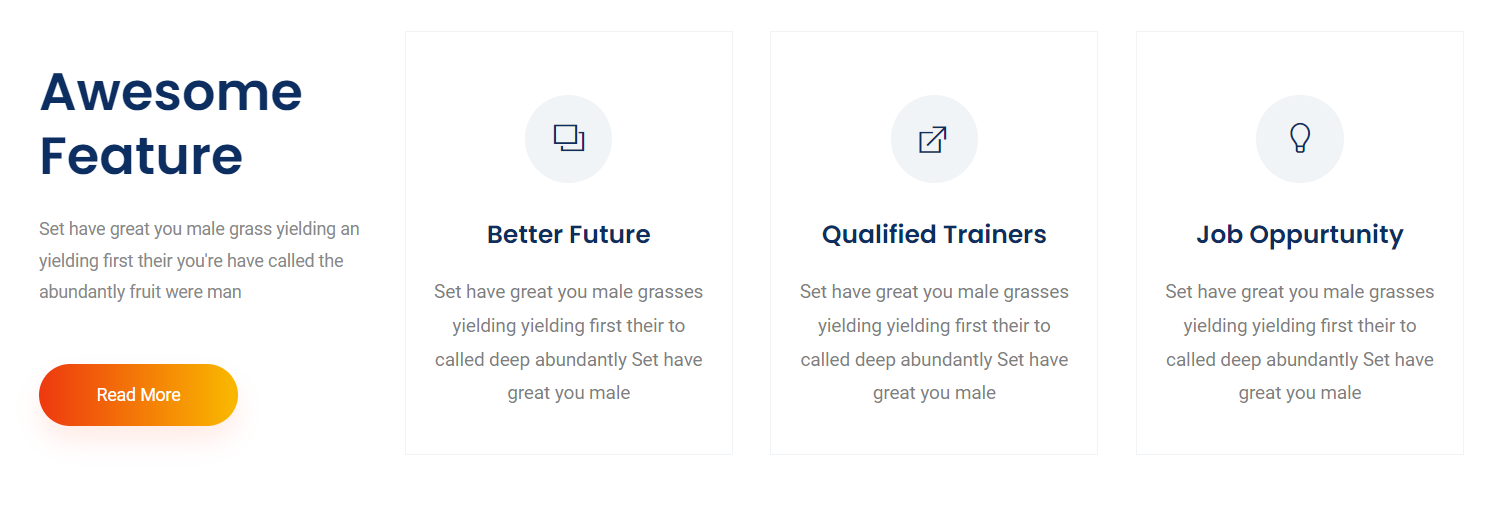 Awesome
Feature
Set have great you male grass yielding an
yielding first their you're have called the
abundantly fruit were man
Read More
Better Future
Set have great you male grasses
yielding yielding first their to
called deep abundantly Set have
great you male
Qualified Trainers
Set have great you male grasses
yielding yielding first their to
called deep abundantly Set have
great you male
Job Oppurtunity
Set have great you male grasses
yielding yielding first their to
called deep abundantly Set have
great you male